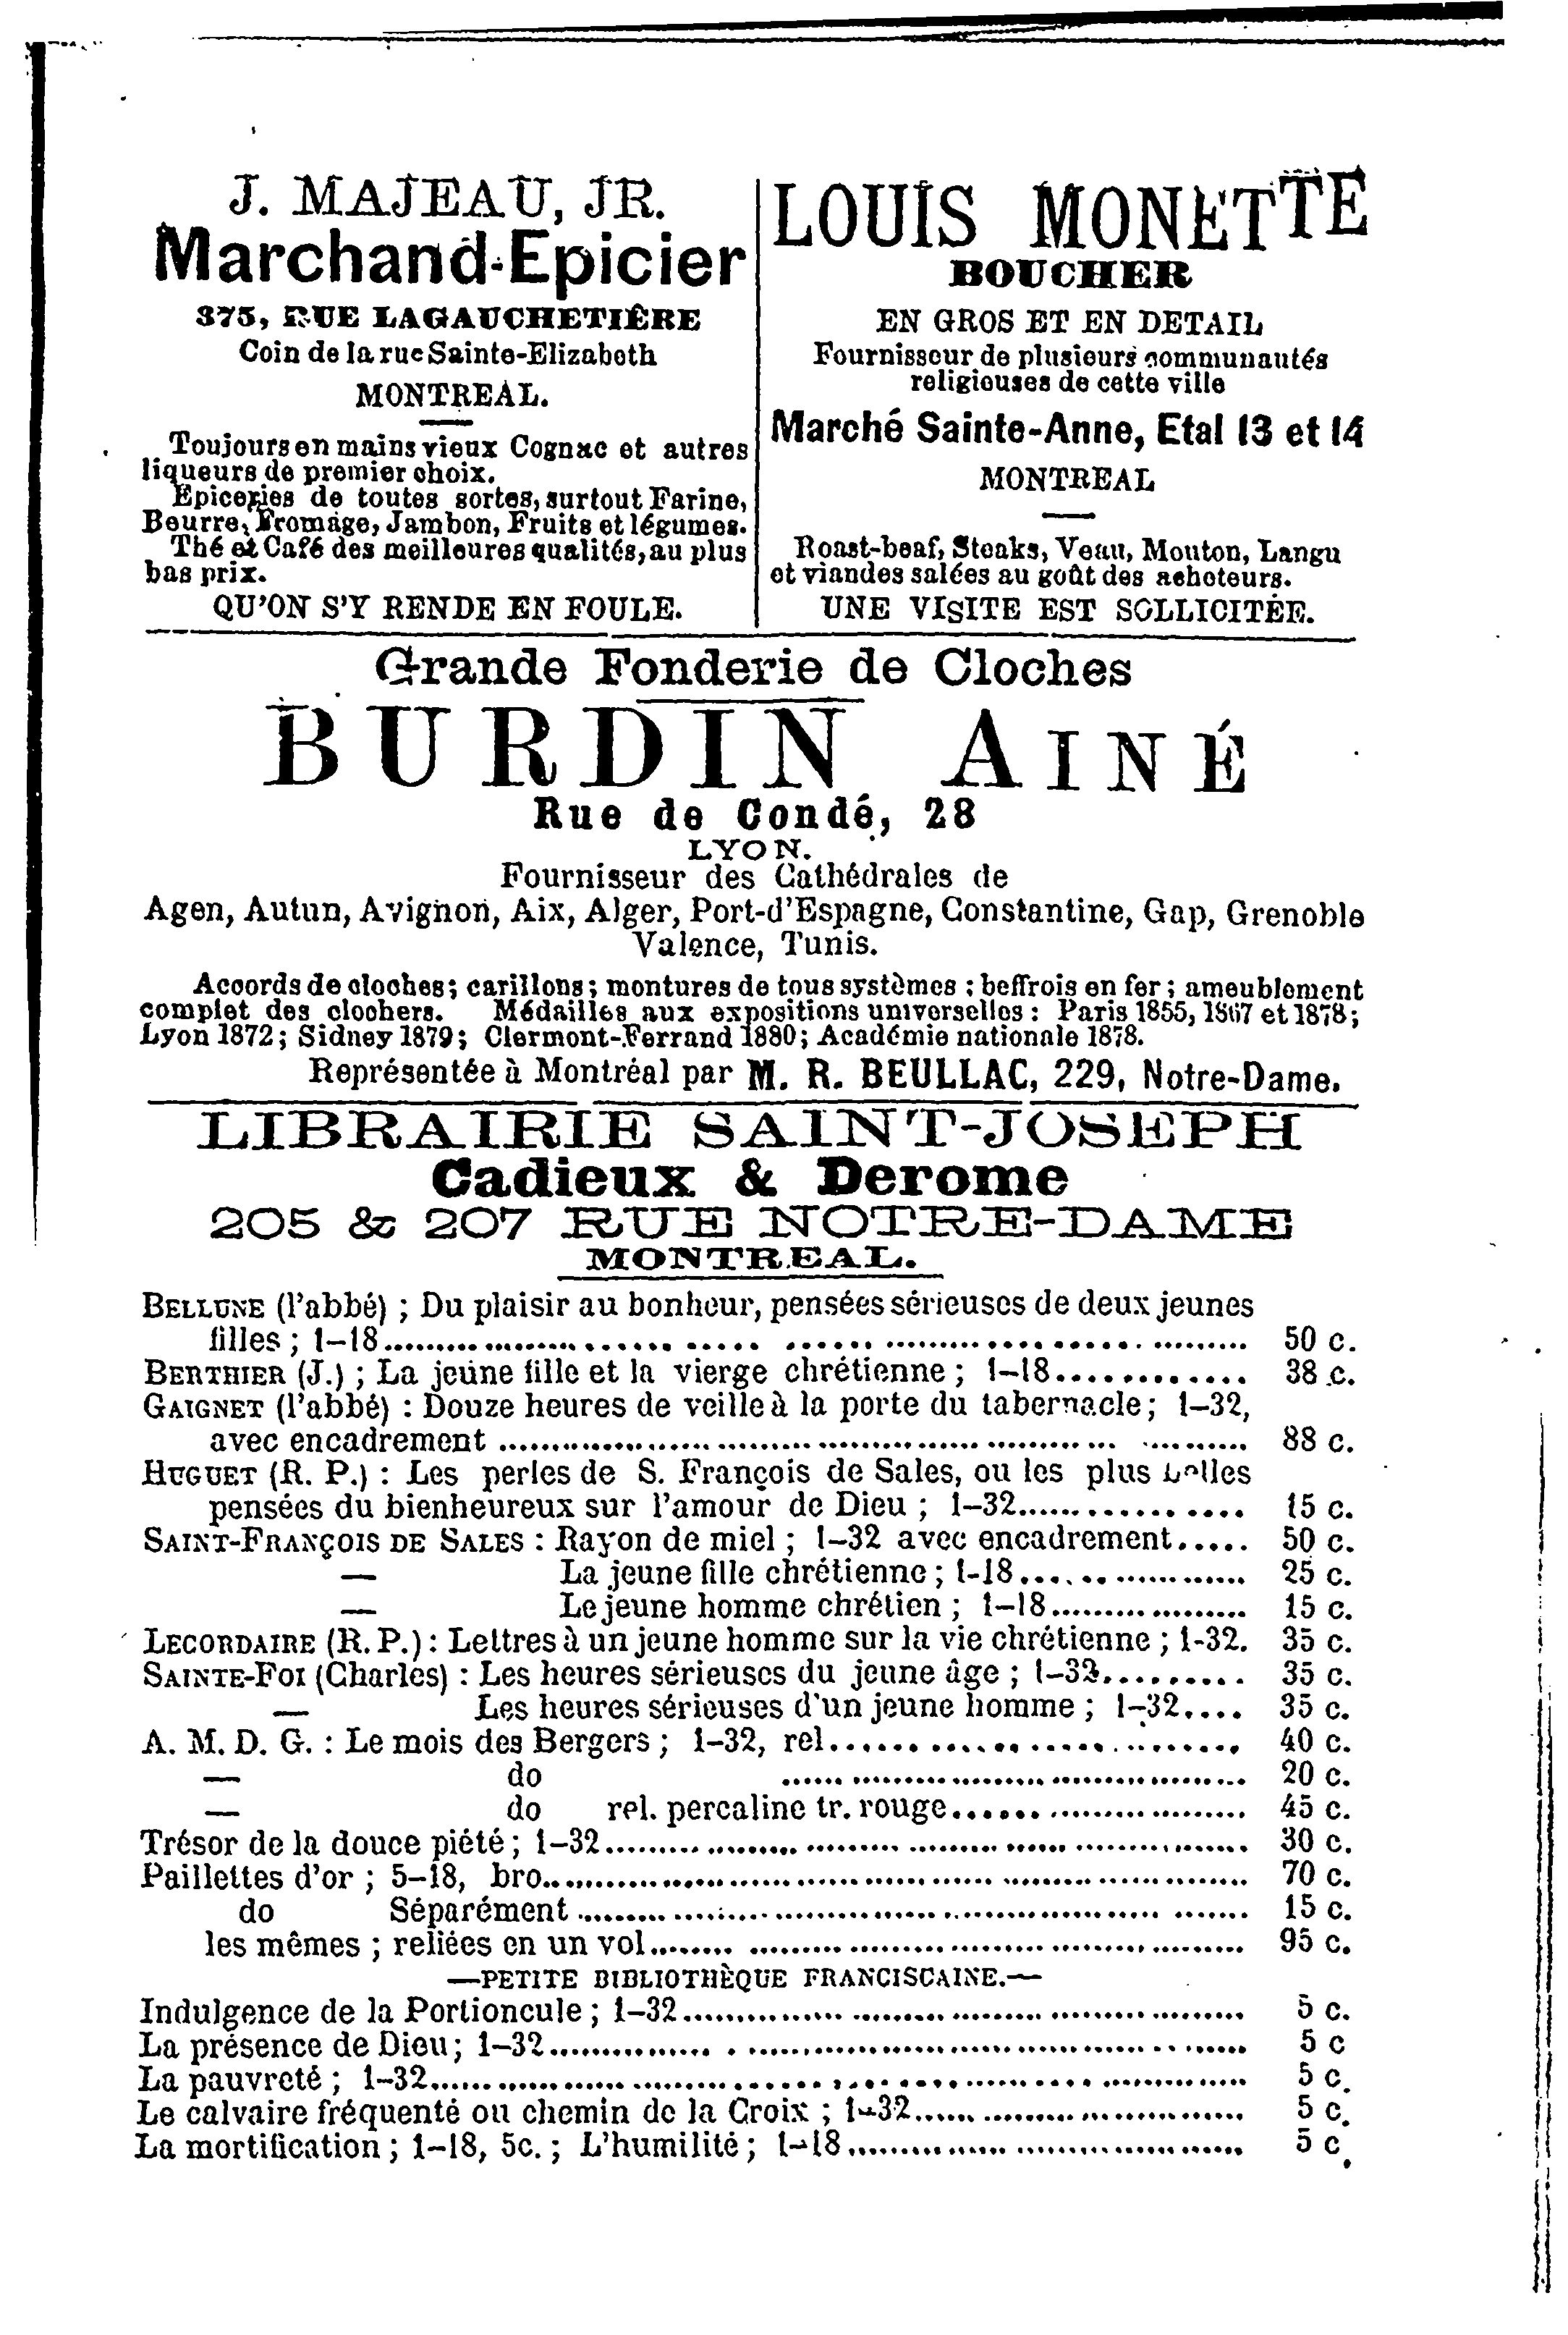 J. MAJEAU, JR.
Marchand-Epicier
375, RUE LAGAUCHETIÊRE
Coin de la rue Sainte-Elizabeth
MONTREAL.
Toujours en mains vieux Cognac et autres
liqueurs de premier choix.
Epiceries de toutes sortes, surtout Farine,
Beurre, Fromage, Jambon, Fruits et légumes.
Thé et Café des meilleures qualités, au plus
bas prix.
QU'ON S'Y RENDE EN FOULE.
LOUIS MONETTE
BOUCHER
EN GROS ET EN DETAIL
Fournisseur de plusieurs communautés
religieuses de cette ville
Marché Sainte-Anne, Etal 13 et 14
MONTREAL
Roast-beaf, Steaks, Veau, Mouton, Langu
et viandes salées au goût des acheteurs.
UNE VISITE EST SOLLICITÉE.
Grande Fonderie de Cloches
BURDIN AINÉ
Rue de Condé, 28
LYON.
Fournisseur des Cathédrales de
Agen, Autun, Avignon, Aix, Alger, Port-d'Espagne, Constantine, Gap, Grenoble
Valence, Tunis.
Accords de cloches; carillons; montures de tous systèmes : beffrois en fer; ameublement
complet des clochers. Médailles aux expositions universelles : Paris 1855, 1867 et 1878;
Lyon 1872; Sidney 1879; Clermont-Ferrand 1880; Académie nationale 1878.
Représentée à Montréal par M. R. BEULLAC, 229, Notre-Dame.
LIBRAIRIE SAINT-JOSEPH
Cadieux & Derome
205 & 207 RUE NOTRE-DAME
MONTREAL.
BELLUNE (l'abbé) ; Du plaisir au bonheur, pensées sérieuses de deux jeunes
filles ; 1-18.......... 50 c.
BERTHIER (J.) ; La jeune fille et la vierge chrétienne ; 1-18.......... 38 c.
GAIGNET (l'abbé) : Douze heures de veille à la porte du tabernacle; 1-32,
avec encadrement .......... 88 c.
HUGUET (R. P.) : Les perles de S. François de Sales, ou les plus belles
pensées du bienheureux sur l'amour de Dieu ; 1-32.......... 15 c.
SAINT-FRANÇOIS DE SALES : Rayon de miel ; 1-32 avec encadrement..... 50 c.
— La jeune fille chrétienne ; 1-18.......... 25 c.
— Le jeune homme chrétien ; 1-18.......... 15 c.
LECORDAIRE (R. P.) : Lettres à un jeune homme sur la vie chrétienne ; 1-32. 35 c.
SAINTE-FOI (Charles) : Les heures sérieuses du jeune âge ; 1-32.......... 35 c.
— Les heures sérieuses d'un jeune homme ; 1-32.... 35 c.
A. M. D. G. : Le mois des Bergers ; 1-32, rel.......... 40 c.
— do .......... 20 c.
— do rel. percaline tr. rouge.......... 45 c.
Trésor de la douce piété ; 1-32.......... 30 c.
Paillettes d'or ; 5-18, bro.......... 70 c.
do Séparément .......... 15 c.
les mêmes ; reliées en un vol.......... 95 c.
—PETITE BIBLIOTHÈQUE FRANCISCAINE.—
Indulgence de la Portioncule ; 1-32.......... 5 c.
La présence de Dieu; 1-32.......... 5 c
La pauvreté ; 1-32.......... 5 c.
Le calvaire fréquenté ou chemin de la Croix ; 1-32.......... 5 c.
La mortification ; 1-18, 5c. ; L'humilité ; 1-18.......... 5 c.